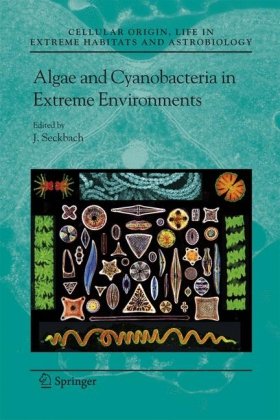 CELLULAR ORIGIN, LIFE IN
EXTREME HABITATS AND ASTROBIOLOGY
Algae and Cyanobacteria in
Extreme Environments
Edited by
J. Seckbach
Springer